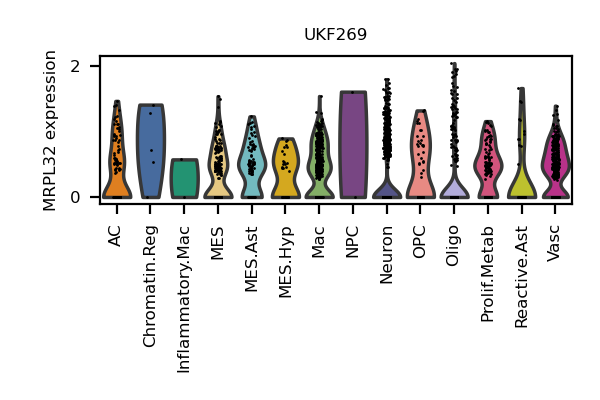 UKF269
MRPL32 expression
2
0
AC
Chromatin.Reg
Inflammatory.Mac
MES
MES.Ast
MES.Hyp
Mac
NPC
Neuron
OPC
Oligo
Prolif.Metab
Reactive.Ast
Vasc